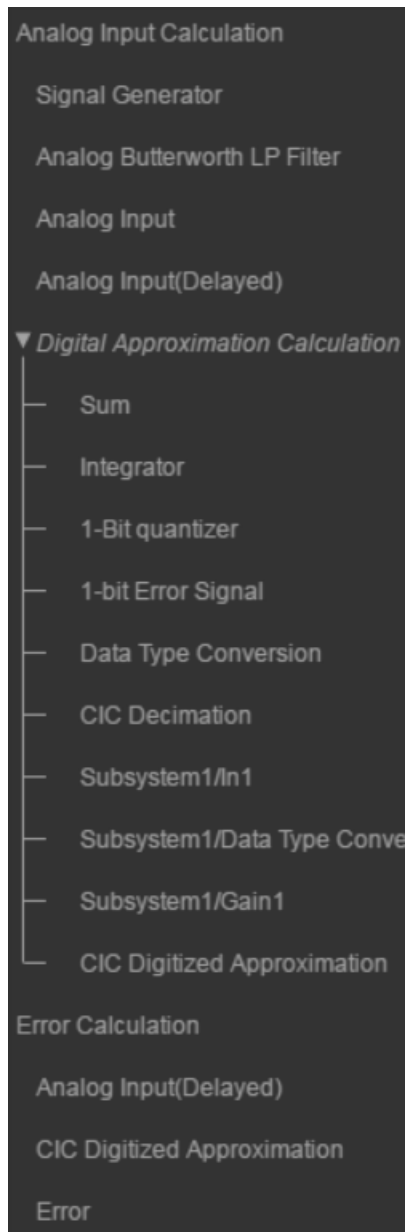 Analog Input Calculation
Signal Generator
Analog Butterworth LP Filter
Analog Input
Analog Input(Delayed)
Digital Approximation Calculation
Sum
Integrator
1-Bit quantizer
1-bit Error Signal
Data Type Conversion
CIC Decimation
Subsystem1/In1
Subsystem1/Data Type Conve
Subsystem1/Gain1
CIC Digitized Approximation
Error Calculation
Analog Input(Delayed)
CIC Digitized Approximation
Error